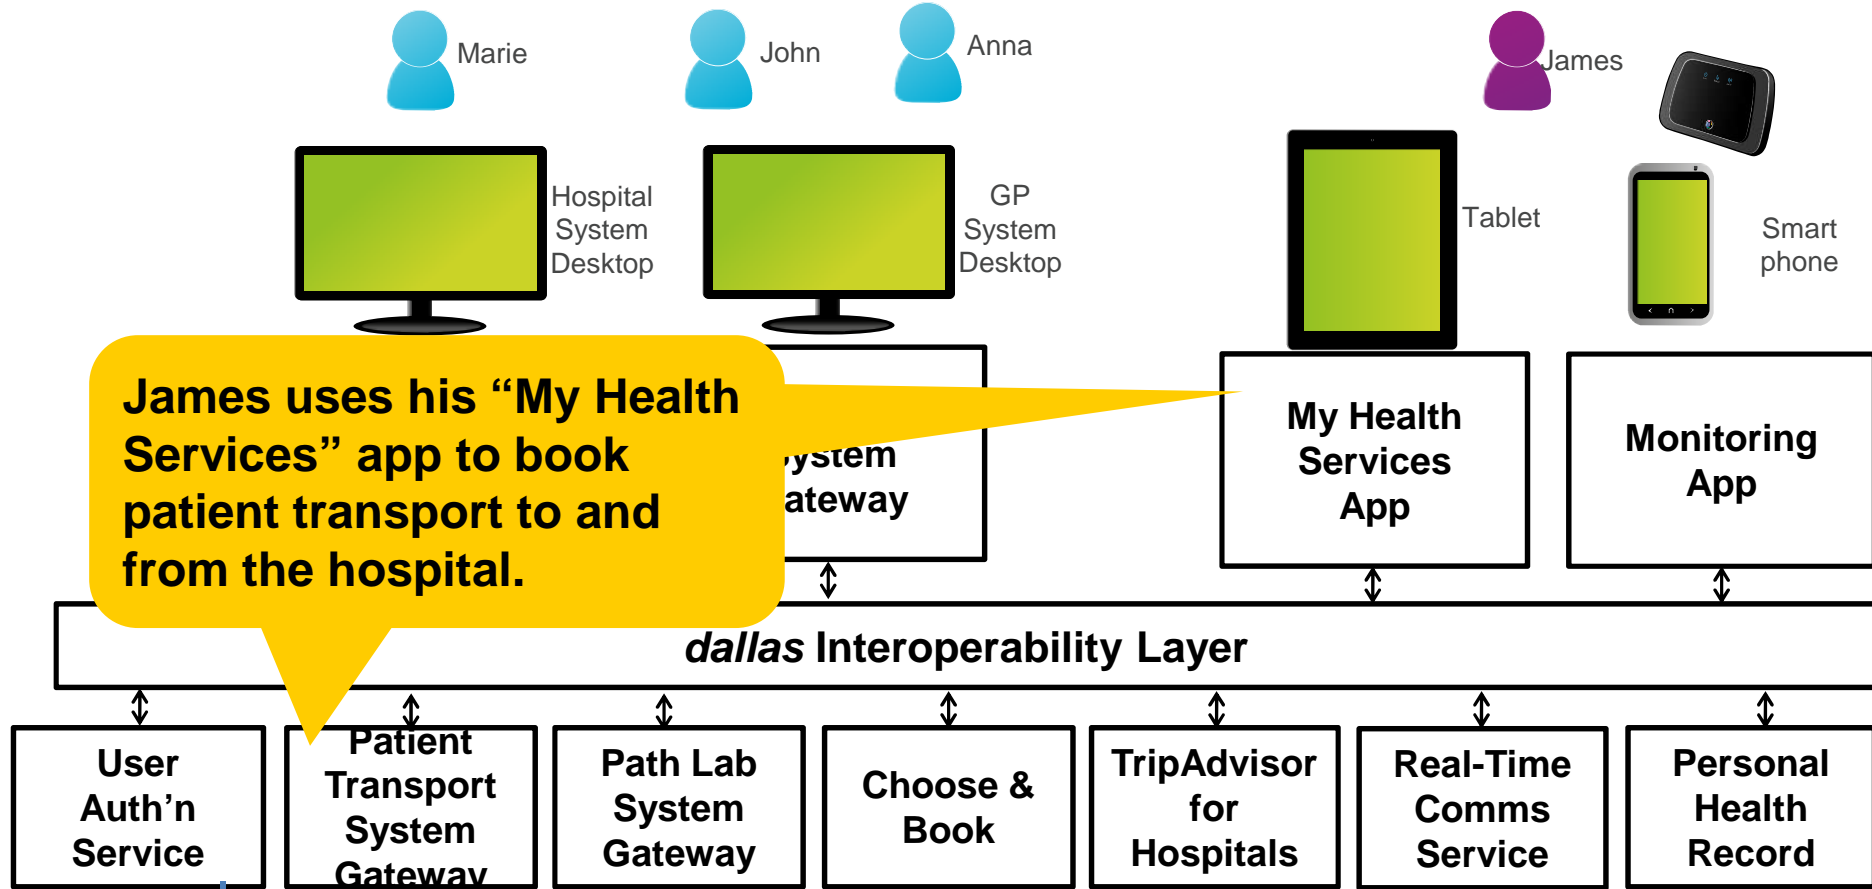 Marie
John
Anna
James
Hospital
System
Desktop
GP
System
Desktop
Tablet
Smart
phone
James uses his “My Health
Services” app to book
patient transport to and
from the hospital.
System
Gateway
My Health
Services
App
Monitoring
App
dallas Interoperability Layer
User
Auth’n
Service
Patient
Transport
System
Gateway
Path Lab
System
Gateway
Choose &
Book
TripAdvisor
for
Hospitals
Real-Time
Comms
Service
Personal
Health
Record